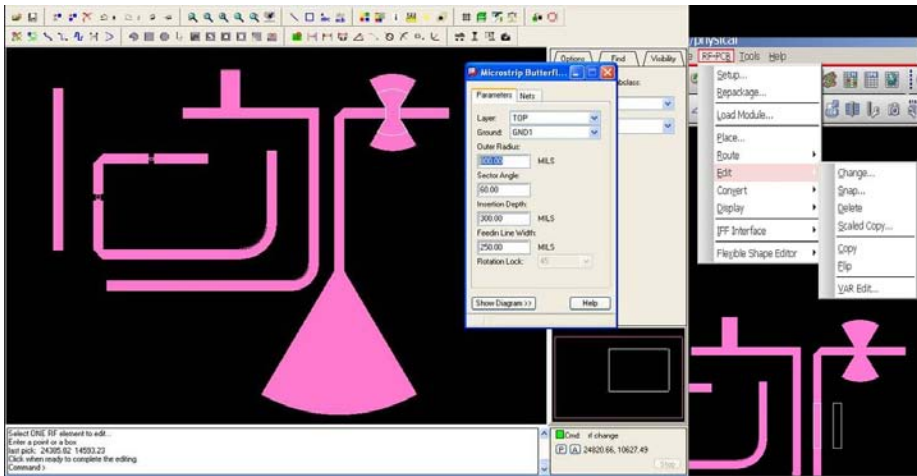 Options
Find
Visibility
Microstrip Butterfl...
Parameters
Nets
Layer:
TOP
Ground:
GND1
Outer Radius:
MILS
Sector Angle:
60.00
Insertion Depth:
300.00
MILS
Feedin Line Width:
250.00
MILS
Rotation Lock:
45
Show Diagram >>
Help
Select ONE RF element to edit...
Enter a point or a box
last pick: 24305.62 14593.23
Click when ready to complete the editing.
Command >
Cmd rf change
P
A
24820.66, 10627.49
Stop
/physical
RF-PCB
Tools
Help
Setup...
Repackage...
Load Module...
Place...
Route
Edit
Convert
Display
IFF Interface
Flexible Shape Editor
Change...
Snap...
Delete
Scaled Copy...
Copy
Flip
VAR Edit...